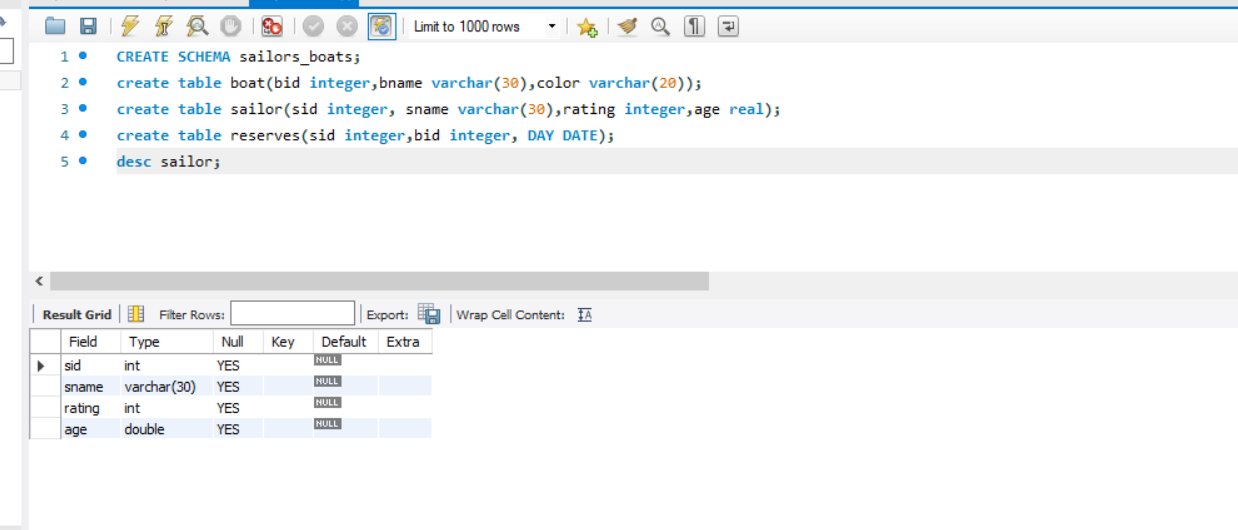 Limit to 1000 rows
1 CREATE SCHEMA sailors_boats;
2 create table boat(bid integer,bname varchar(30),color varchar(20));
3 create table sailor(sid integer, sname varchar(30),rating integer,age real);
4 create table reserves(sid integer,bid integer, DAY DATE);
5 desc sailor;
Result Grid Filter Rows: Export: Wrap Cell Content:
Field Type Null Key Default Extra
sid int YES NULL
sname varchar(30) YES NULL
rating int YES NULL
age double YES NULL